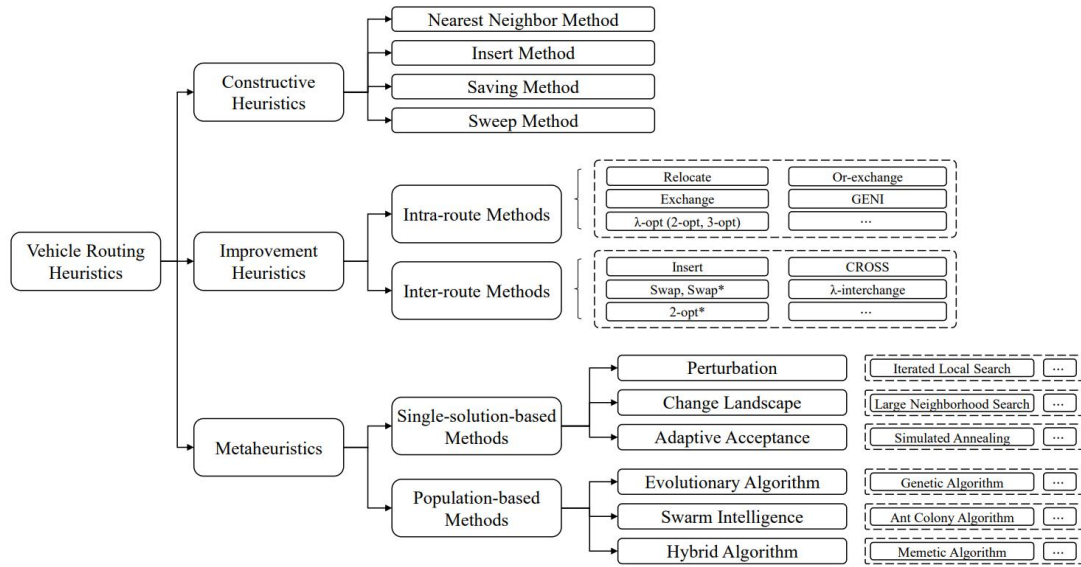 Vehicle Routing
Heuristics
Constructive
Heuristics
Nearest Neighbor Method
Insert Method
Saving Method
Sweep Method
Improvement
Heuristics
Intra-route Methods
Relocate
Or-exchange
Exchange
GENI
λ-opt (2-opt, 3-opt)
...
Inter-route Methods
Insert
CROSS
Swap, Swap*
λ-interchange
2-opt*
...
Metaheuristics
Single-solution-based
Methods
Perturbation
Iterated Local Search
...
Change Landscape
Large Neighborhood Search
...
Adaptive Acceptance
Simulated Annealing
...
Population-based
Methods
Evolutionary Algorithm
Genetic Algorithm
...
Swarm Intelligence
Ant Colony Algorithm
...
Hybrid Algorithm
Memetic Algorithm
...